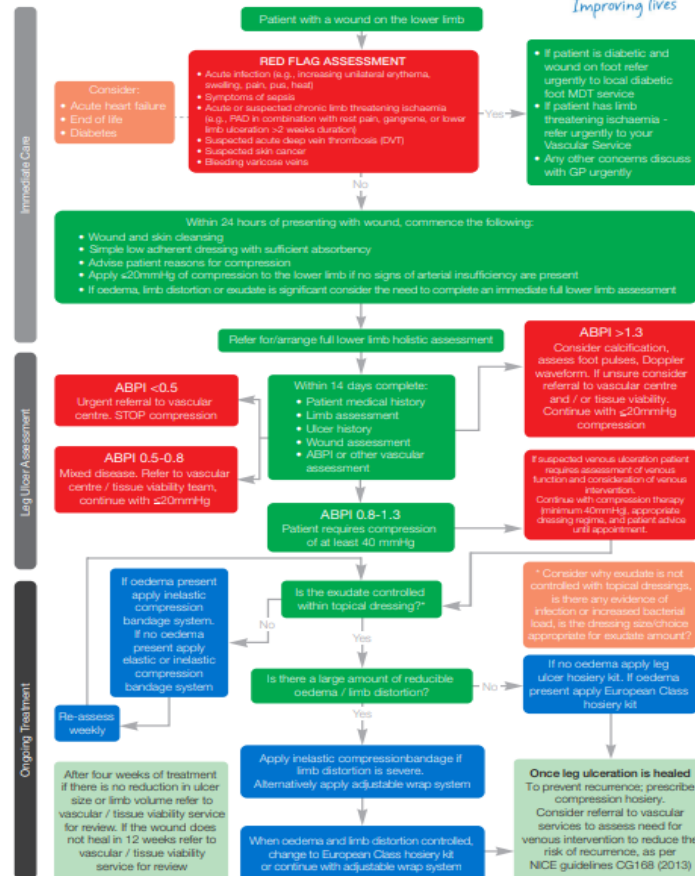 Improving lives
Patient with a wound on the lower limb
RED FLAG ASSESSMENT
• Acute infection (e.g., increasing unilateral erythema,
swelling, pain, pus, heat)
• Symptoms of sepsis
• Acute or suspected chronic limb threatening ischaemia
(e.g., PAD in combination with rest pain, gangrene, or lower
limb ulceration >2 weeks duration)
• Suspected acute deep vein thrombosis (DVT)
• Suspected skin cancer
• Bleeding varicose veins
Consider:
• Acute heart failure
• End of life
• Diabetes
Yes
• If patient is diabetic and
wound on foot refer
urgently to local diabetic
foot MDT service
• If patient has limb
threatening ischaemia -
refer urgently to your
Vascular Service
• Any other concerns discuss
with GP urgently
No
Immediate Care
Within 24 hours of presenting with wound, commence the following:
• Wound and skin cleansing
• Simple low adherent dressing with sufficient absorbency
• Advise patient reasons for compression
• Apply ≤20mmHg of compression to the lower limb if no signs of arterial insufficiency are present
• If oedema, limb distortion or exudate is significant consider the need to complete an immediate full lower limb assessment
Refer for/arrange full lower limb holistic assessment
Leg Ulcer Assessment
ABPI <0.5
Urgent referral to vascular
centre. STOP compression
ABPI 0.5-0.8
Mixed disease. Refer to vascular
centre / tissue viability team,
continue with ≤20mmHg
Within 14 days complete:
• Patient medical history
• Limb assessment
• Ulcer history
• Wound assessment
• ABPI or other vascular
assessment
ABPI >1.3
Consider calcification,
assess foot pulses, Doppler
waveform. If unsure consider
referral to vascular centre
and / or tissue viability.
Continue with ≤20mmHg
compression
ABPI 0.8-1.3
Patient requires compression
of at least 40 mmHg
If suspected venous ulceration patient
requires assessment of venous
function and consideration of venous
intervention.
Continue with compression therapy
(minimum 40mmHg), appropriate
dressing regime, and patient advice
until appointment.
Ongoing Treatment
If oedema present
apply inelastic
compression
bandage system.
If no oedema
present apply
elastic or inelastic
compression
bandage system
Is the exudate controlled
within topical dressing?*
No
Yes
* Consider why exudate is not
controlled with topical dressings,
is there any evidence of
infection or increased bacterial
load, is the dressing size/choice
appropriate for exudate amount?
Re-assess
weekly
Is there a large amount of reducible
oedema / limb distortion?
No
If no oedema apply leg
ulcer hosiery kit. If oedema
present apply European Class
hosiery kit
Yes
After four weeks of treatment
if there is no reduction in ulcer
size or limb volume refer to
vascular / tissue viability service
for review. If the wound does
not heal in 12 weeks refer to
vascular / tissue viability
service for review
Apply inelastic compressionbandage if
limb distortion is severe.
Alternatively apply adjustable wrap system
When oedema and limb distortion controlled,
change to European Class hosiery kit
or continue with adjustable wrap system
Once leg ulceration is healed
To prevent recurrence; prescribe
compression hosiery.
Consider referral to vascular
services to assess need for
venous intervention to reduce the
risk of recurrence, as per
NICE guidelines CG168 (2013)